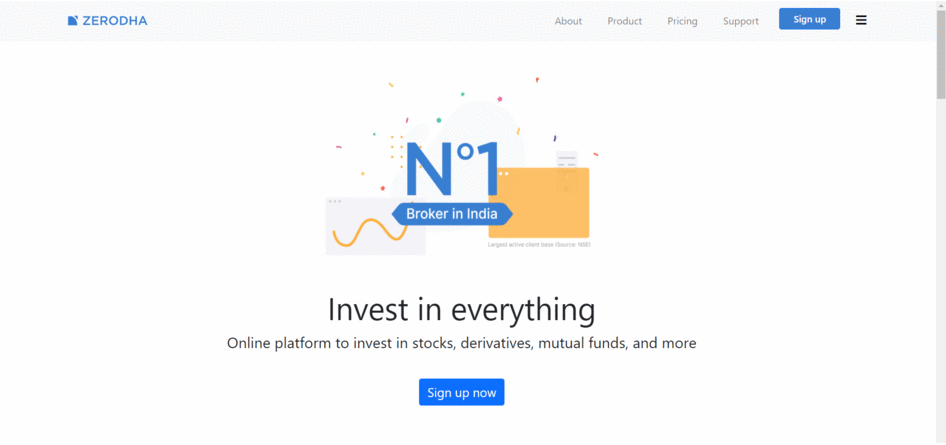 ZERODHA
About Product Pricing Support Sign up
N°1
Broker in India
Largest active client base (Source: NSE)
Invest in everything
Online platform to invest in stocks, derivatives, mutual funds, and more
Sign up now